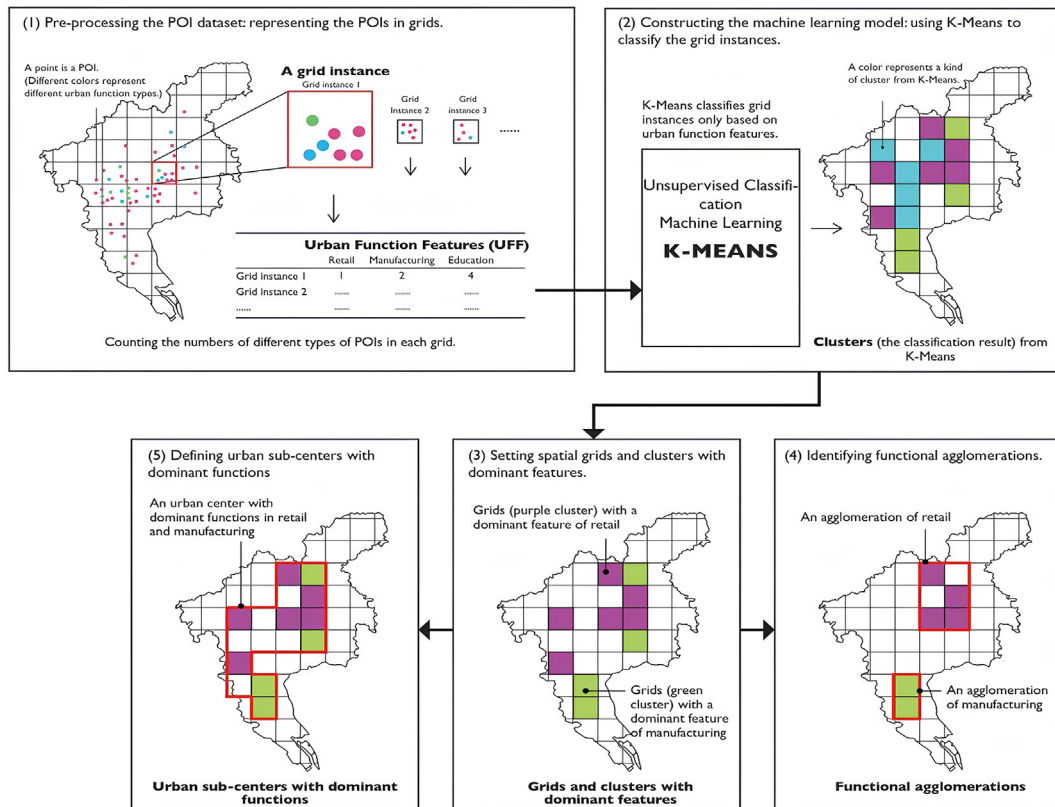 (1) Pre-processing the POI dataset: representing the POIs in grids.
A point is a POI.
(Different colors represent
different urban function types.)
A grid instance
Grid instance 1
Grid
Instance 2
Grid
instance 3
......
Urban Function Features (UFF)
Retail Manufacturing Education
Grid instance 1 1 2 4
Grid instance 2 ...... ...... ......
...... ...... ...... ......
Counting the numbers of different types of POIs in each grid.
(2) Constructing the machine learning model: using K-Means to
classify the grid instances.
A color represents a kind
of cluster from K-Means.
K-Means classifies grid
instances only based on
urban function features.
Unsupervised Classifi-
cation
Machine Learning
K-MEANS
Clusters (the classification result) from
K-Means
(5) Defining urban sub-centers with
dominant functions
An urban center with
dominant functions in retail
and manufacturing
Urban sub-centers with dominant
functions
(3) Setting spatial grids and clusters with
dominant features.
Grids (purple cluster) with a
dominant feature of retail
Grids (green
cluster) with a
dominant feature
of manufacturing
Grids and clusters with
dominant features
(4) Identifying functional agglomerations.
An agglomeration of retail
An agglomeration
of manufacturing
Functional agglomerations